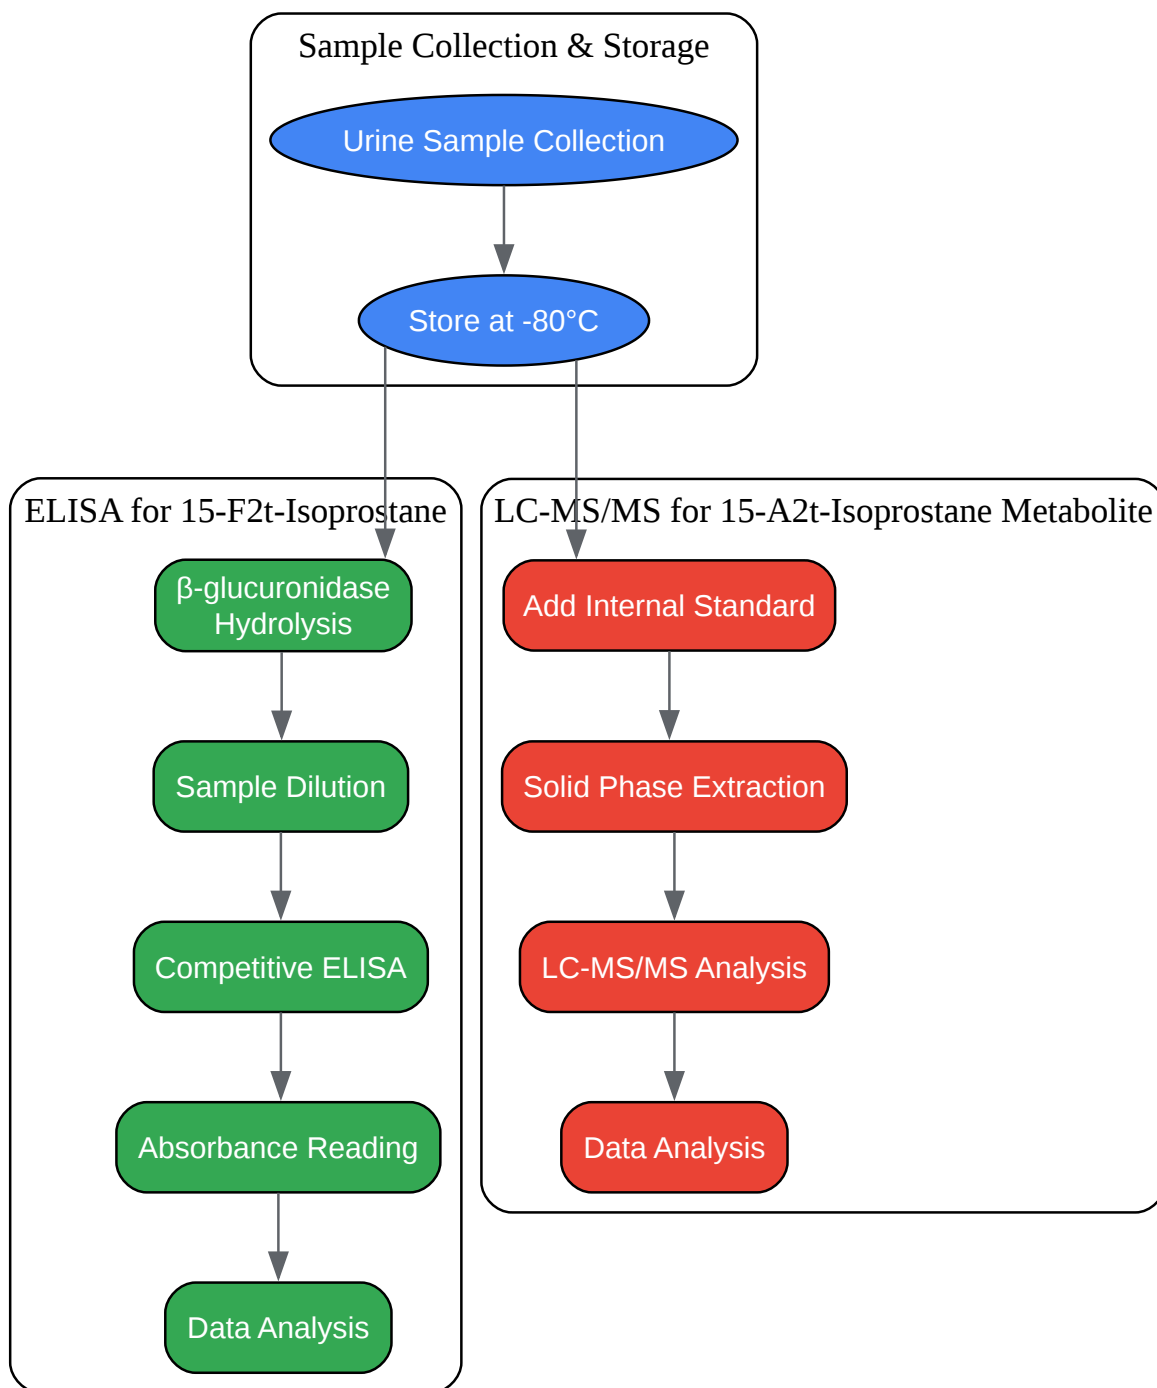 Sample Collection & Storage
Urine Sample Collection
Store at -80°C
ELISA for 15-F2t-Isoprostane
β-glucuronidase
Hydrolysis
Sample Dilution
Competitive ELISA
Absorbance Reading
Data Analysis
LC-MS/MS for 15-A2t-Isoprostane Metabolite
Add Internal Standard
Solid Phase Extraction
LC-MS/MS Analysis
Data Analysis